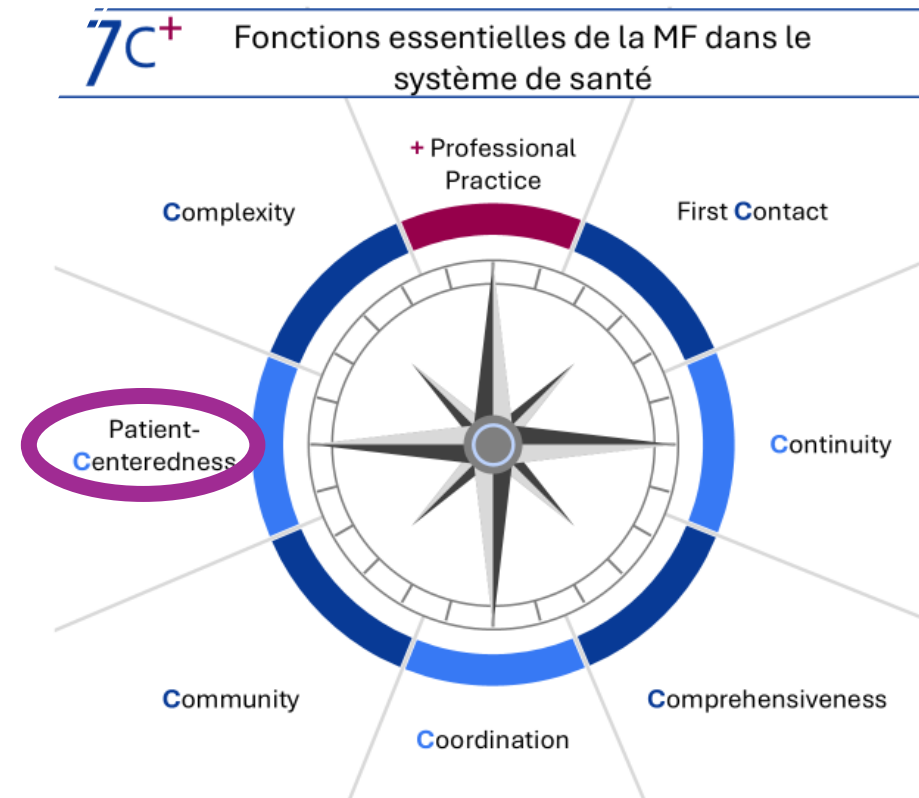 7C+
Fonctions essentielles de la MF dans le
système de santé
+ Professional
Practice
Complexity
First Contact
Patient-
Centeredness
Continuity
Community
Comprehensiveness
Coordination